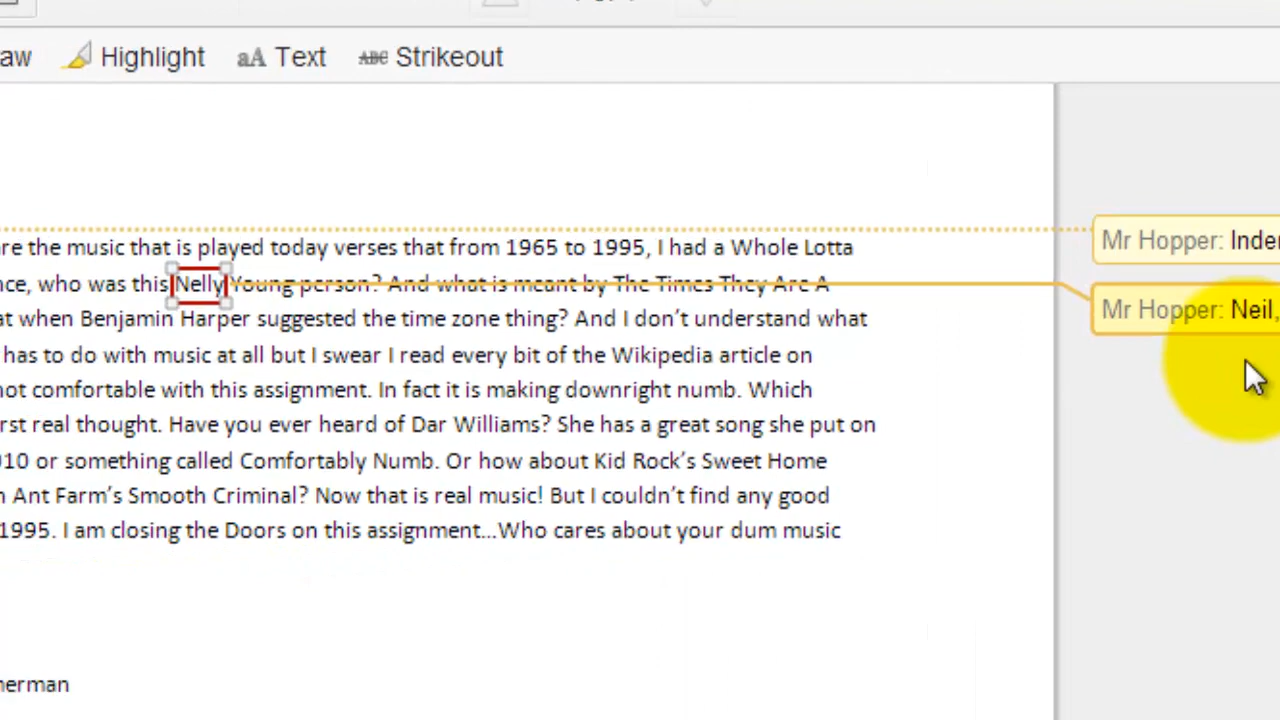 aw Highlight aA Text ABC Strikeout
re the music that is played today verses that from 1965 to 1995, I had a Whole Lotta
Mr Hopper: Inden
nce, who was this Nelly Young person? And what is meant by The Times They Are A
Mr Hopper: Neil,
at when Benjamin Harper suggested the time zone thing? And I don't understand what
has to do with music at all but I swear I read every bit of the Wikipedia article on
not comfortable with this assignment. In fact it is making downright numb. Which
rst real thought. Have you ever heard of Dar Williams? She has a great song she put on
010 or something called Comfortably Numb. Or how about Kid Rock's Sweet Home
n Ant Farm's Smooth Criminal? Now that is real music! But I couldn't find any good
1995. I am closing the Doors on this assignment...Who cares about your dum music
herman